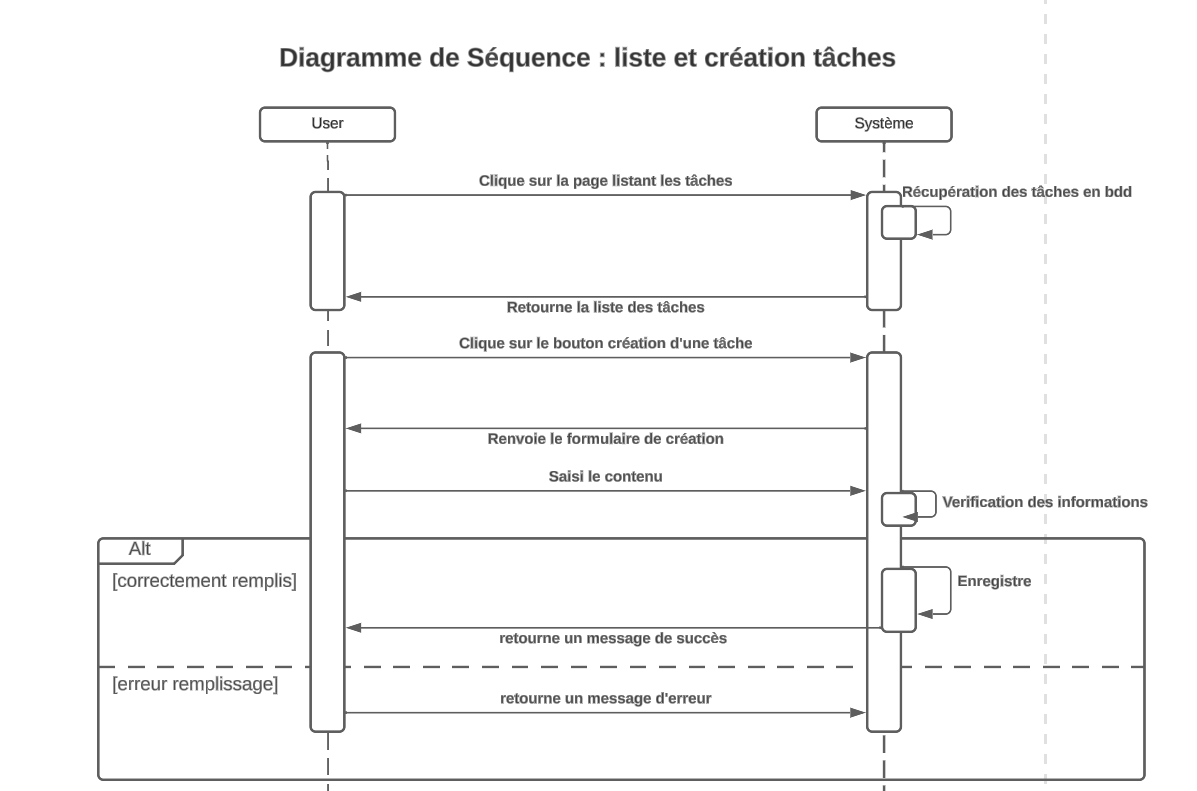 Diagramme de Séquence : liste et création tâches
User
Système
Clique sur la page listant les tâches
Récupération des tâches en bdd
Retourne la liste des tâches
Clique sur le bouton création d'une tâche
Renvoie le formulaire de création
Saisi le contenu
Verification des informations
Alt
[correctement remplis]
Enregistre
retourne un message de succès
[erreur remplissage]
retourne un message d'erreur